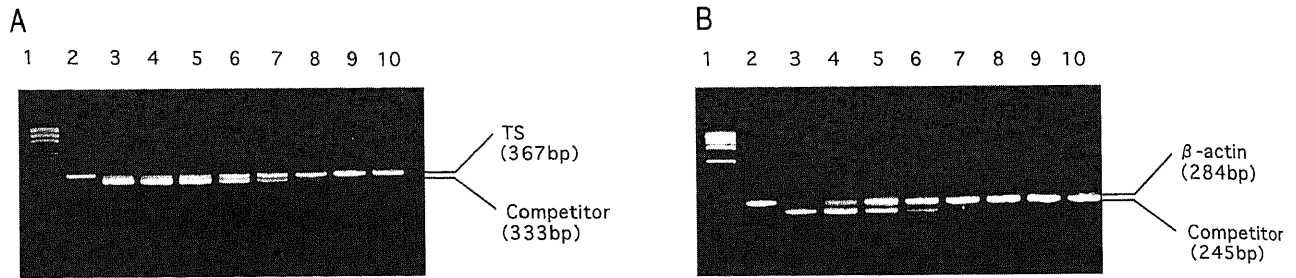 A
1 2 3 4 5 6 7 8 9 10
TS
(367bp)
Competitor
(333bp)
B
1 2 3 4 5 6 7 8 9 10
β-actin
(284bp)
Competitor
(245bp)